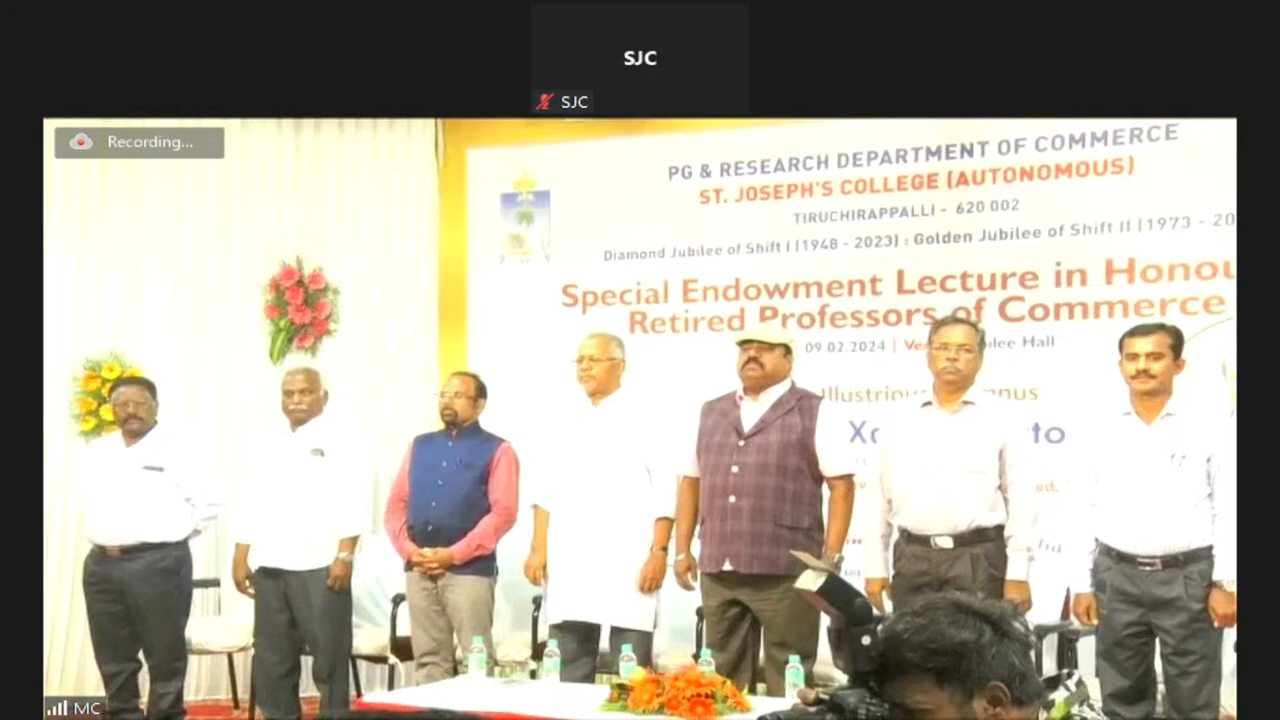 SJC
SJC
Recording...
PG & RESEARCH DEPARTMENT OF COMMERCE
ST. JOSEPH'S COLLEGE (AUTONOMOUS)
TIRUCHIRAPPALLI - 620 002
Diamond Jubilee of Shift I (1948 - 2023) : Golden Jubilee of Shift II (1973 - 20
Special Endowment Lecture in Honou
Retired Professors of Commerce
09.02.2024 | Ve ilee Hall
Illustriou
to
MC